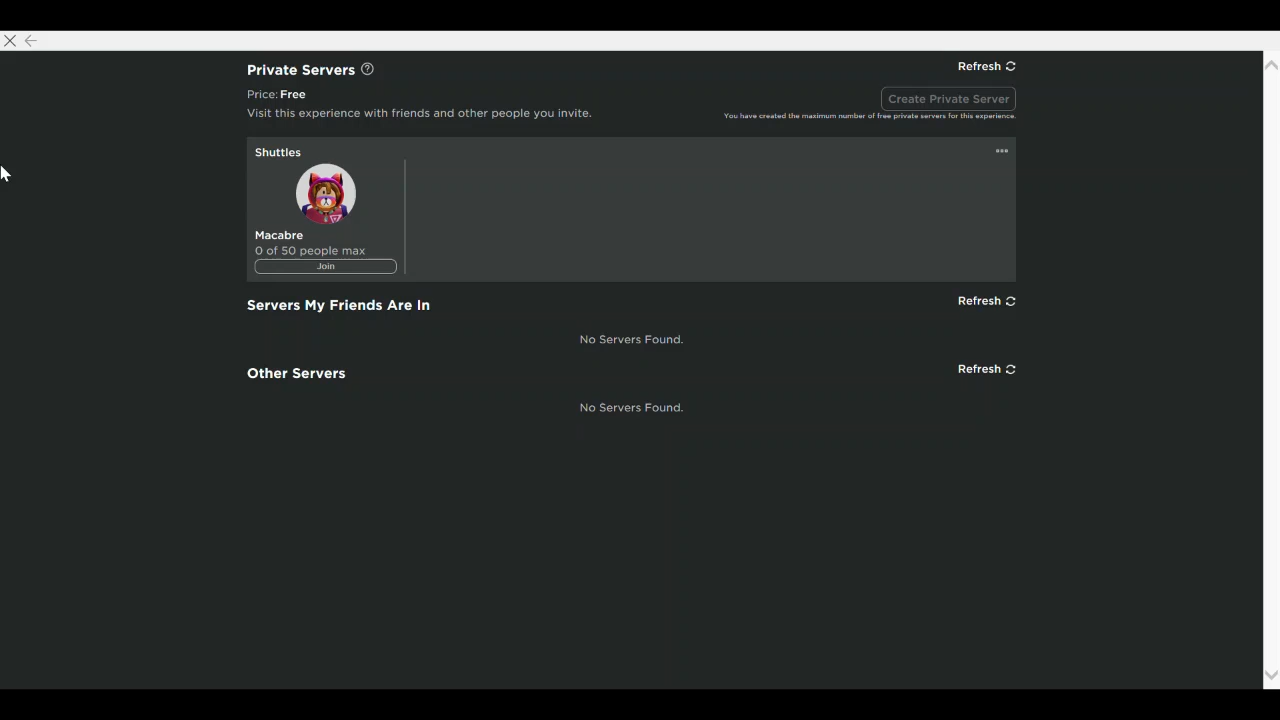 Private Servers
Refresh
Price: Free
Create Private Server
Visit this experience with friends and other people you invite.
You have created the maximum number of free private servers for this experience.
Shuttles
Macabre
0 of 50 people max
Join
Servers My Friends Are In
Refresh
No Servers Found.
Other Servers
Refresh
No Servers Found.